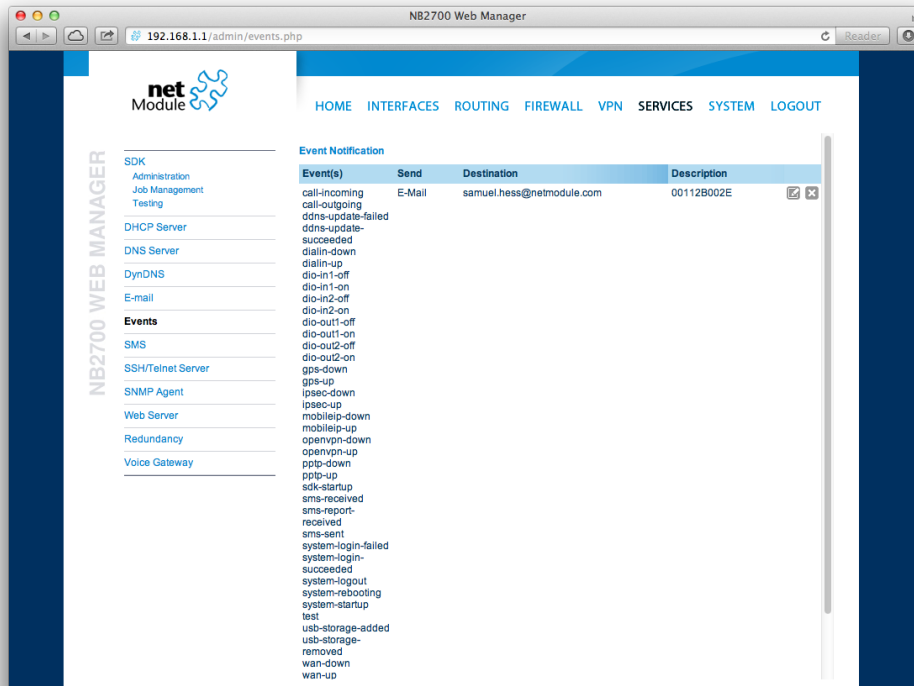 NB2700 Web Manager
192.168.1.1/admin/events.php
Reader
net
Module
HOME INTERFACES ROUTING FIREWALL VPN SERVICES SYSTEM LOGOUT
NB2700 WEB MANAGER
SDK
Administration
Job Management
Testing
DHCP Server
DNS Server
DynDNS
E-mail
Events
SMS
SSH/Telnet Server
SNMP Agent
Web Server
Redundancy
Voice Gateway
Event Notification
Event(s) Send Destination Description
call-incoming E-Mail samuel.hess@netmodule.com 00112B002E
call-outgoing
ddns-update-failed
ddns-update-
succeeded
dialin-down
dialin-up
dio-in1-off
dio-in1-on
dio-in2-off
dio-in2-on
dio-out1-off
dio-out1-on
dio-out2-off
dio-out2-on
gps-down
gps-up
ipsec-down
ipsec-up
mobileip-down
mobileip-up
openvpn-down
openvpn-up
pptp-down
pptp-up
sdk-startup
sms-received
sms-report-
received
sms-sent
system-login-failed
system-login-
succeeded
system-logout
system-rebooting
system-startup
test
usb-storage-added
usb-storage-
removed
wan-down
wan-up